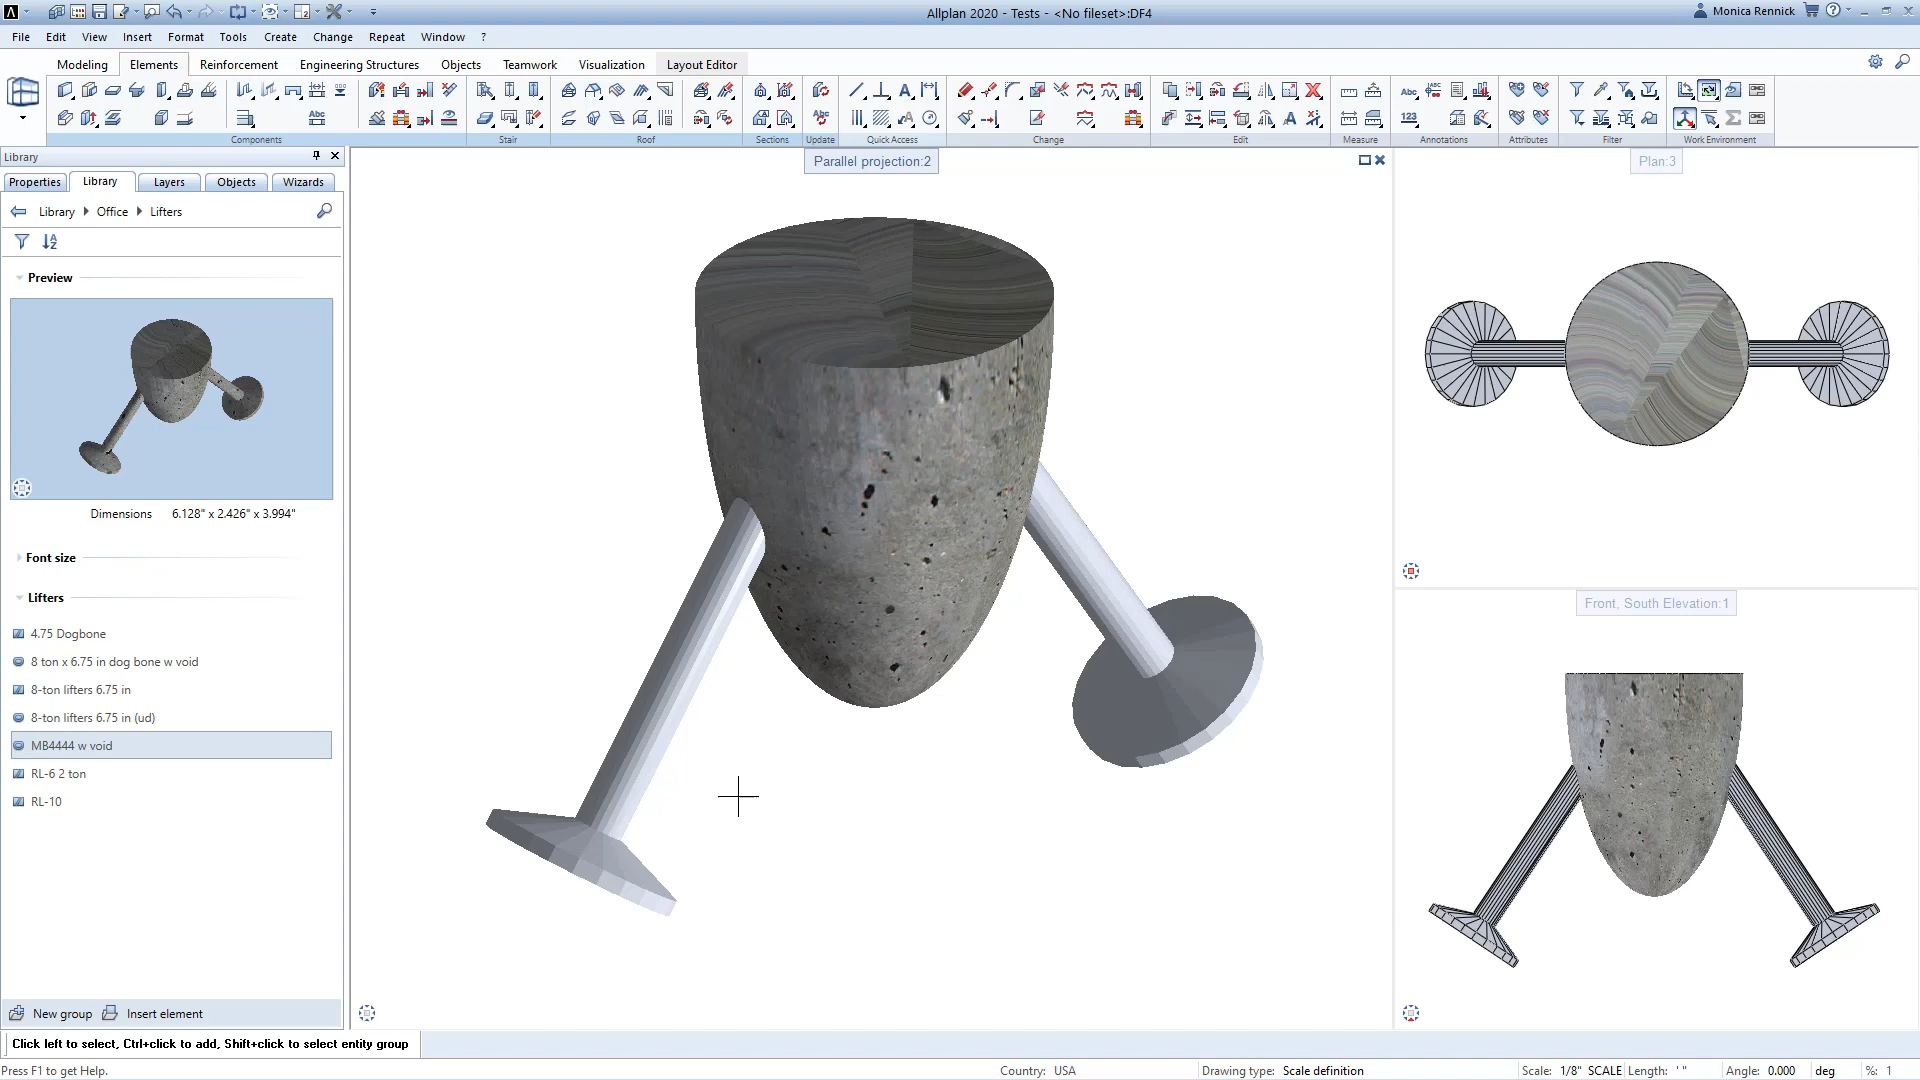 Allplan 2020 - Tests - <No fileset>:DF4
Monica Rennick
File Edit View Insert Format Tools Create Change Repeat Window ?
Modeling Elements Reinforcement Engineering Structures Objects Teamwork Visualization Layout Editor
Components Stair Roof Sections Update Quick Access Change Edit Measure Annotations Attributes Filter Work Environment
Library
Properties Library Layers Objects Wizards
Library Office Lifters
Preview
Dimensions 6.128" x 2.426" x 3.994"
Font size
Lifters
4.75 Dogbone
8 ton x 6.75 in dog bone w void
8-ton lifters 6.75 in
8-ton lifters 6.75 in (ud)
MB4444 w void
RL-6 2 ton
RL-10
New group Insert element
Parallel projection:2
Plan:3
Front, South Elevation:1
Click left to select, Ctrl+click to add, Shift+click to select entity group
Press F1 to get Help.
Country: USA
Drawing type: Scale definition
Scale: 1/8" SCALE
Length: ' "
Angle: 0.000 deg
%: 1